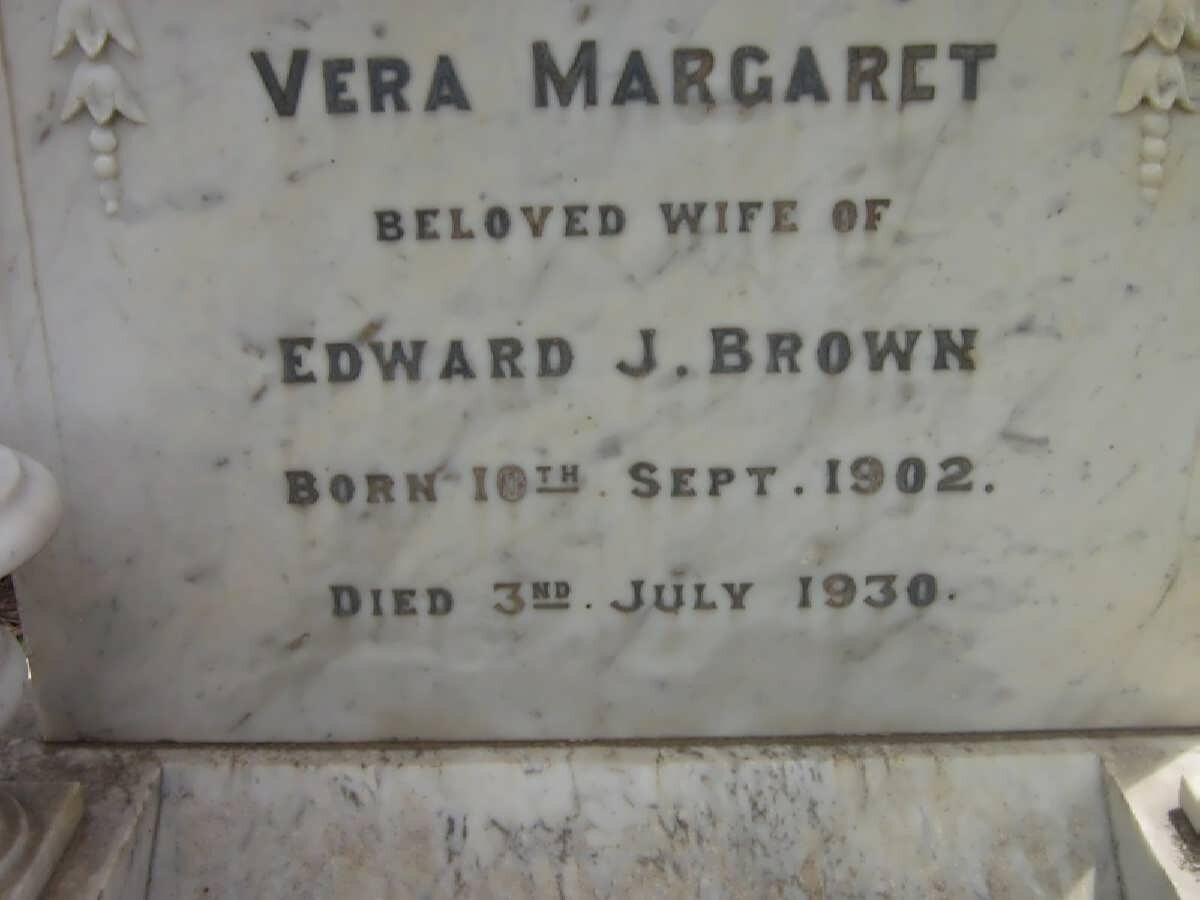 VERA MARGARET
BELOVED WIFE OF
EDWARD J. BROWN
BORN 10TH. SEPT. 1902.
DIED 3ND. JULY 1930.